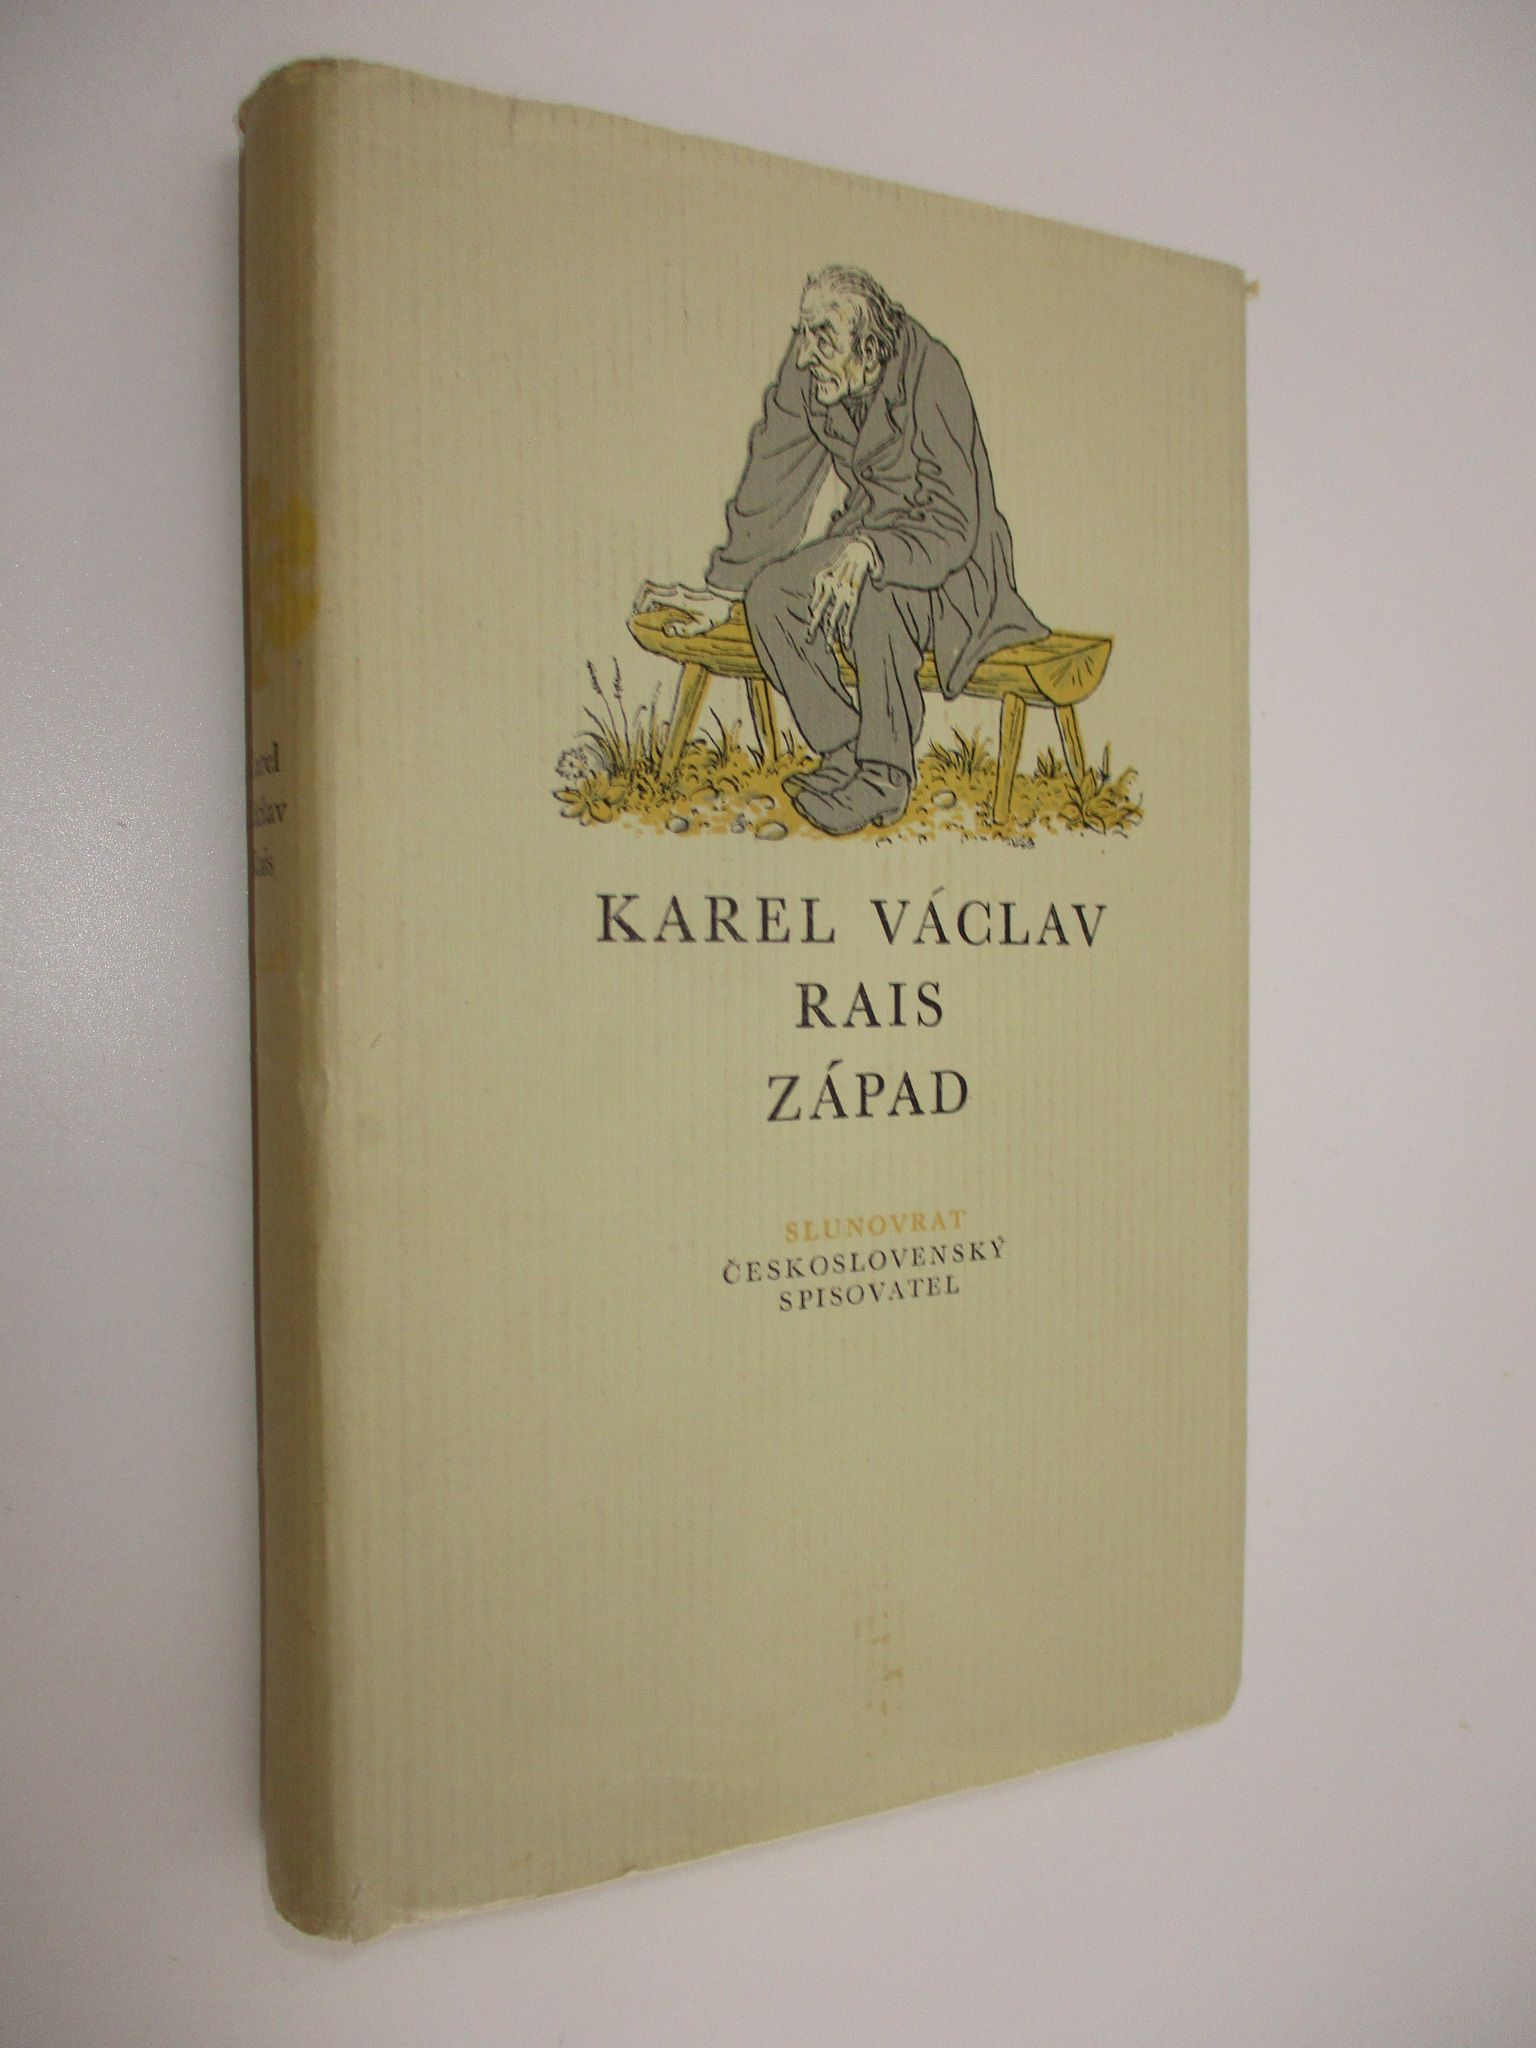 KAREL VÁCLAV
RAIS
ZÁPAD
SLUNOVRAT
ČESKOSLOVENSKÝ
SPISOVATEL